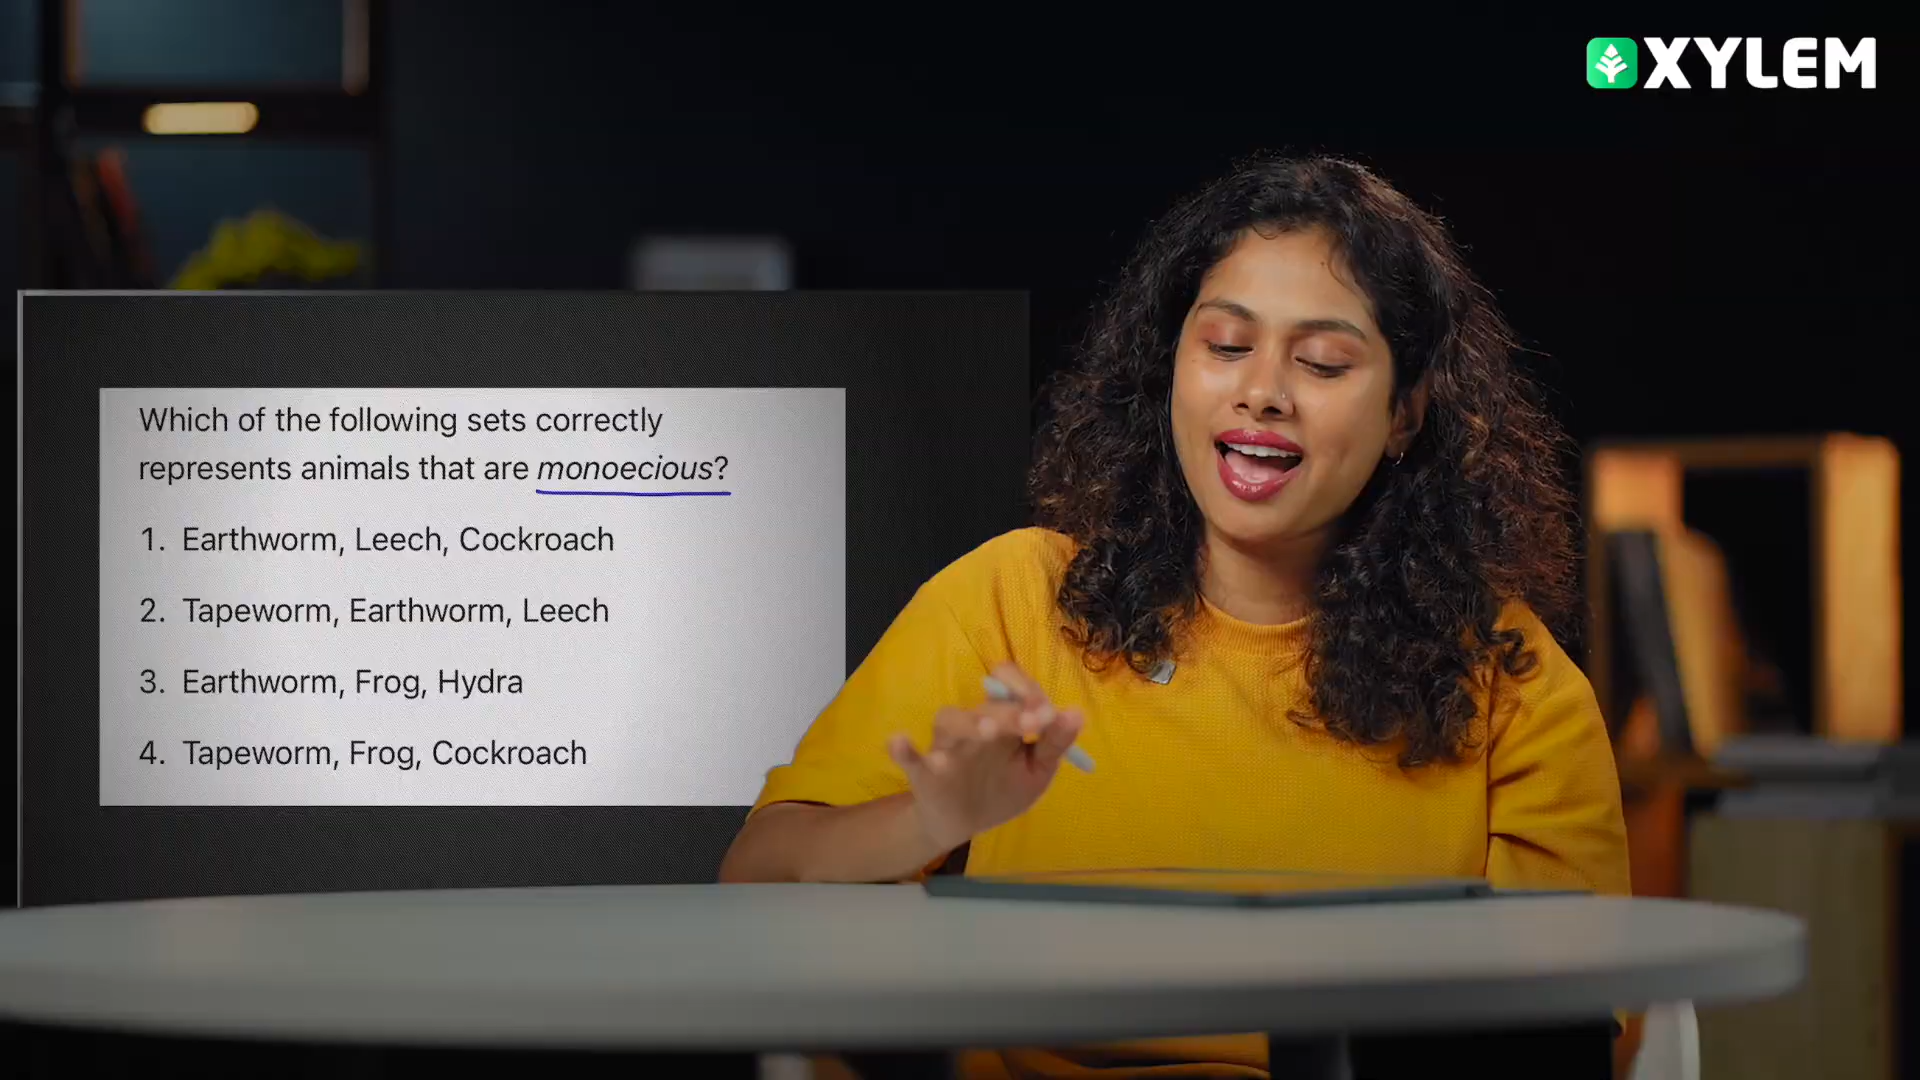 XYLEM
Which of the following sets correctly
represents animals that are monoecious?
1. Earthworm, Leech, Cockroach
2. Tapeworm, Earthworm, Leech
3. Earthworm, Frog, Hydra
4. Tapeworm, Frog, Cockroach